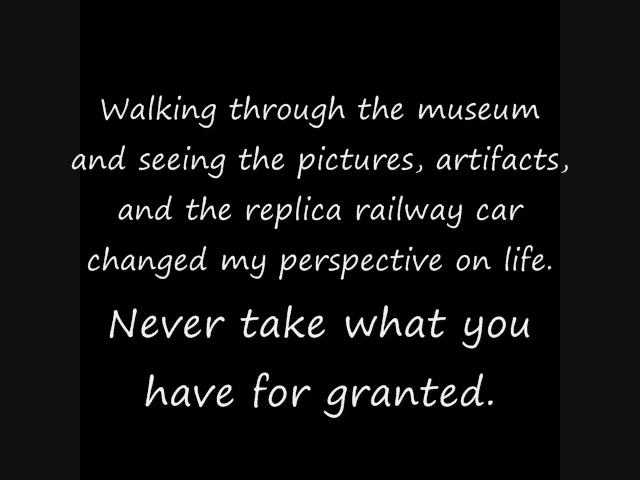 Walking through the museum
and seeing the pictures, artifacts,
and the replica railway car
changed my perspective on life.
Never take what you
have for granted.